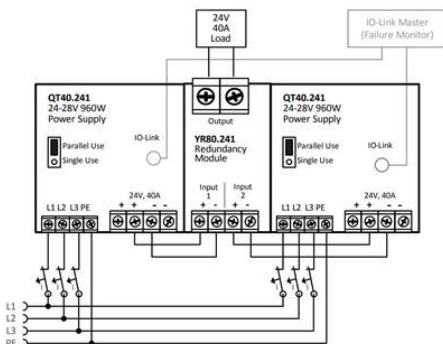 24V
40A
Load
IO-Link Master
(Failure Monitor)
QT40.241
24-28V 960W
Power Supply
Parallel Use
Single Use
IO-Link
L1 L2 L3 PE
24V, 40A
+ + - -
Output
YR80.241
Redundancy
Module
Input
1
Input
2
+ - + -
QT40.241
24-28V 960W
Power Supply
Parallel Use
Single Use
IO-Link
L1 L2 L3 PE
24V, 40A
+ + - -
L1
L2
L3
PE